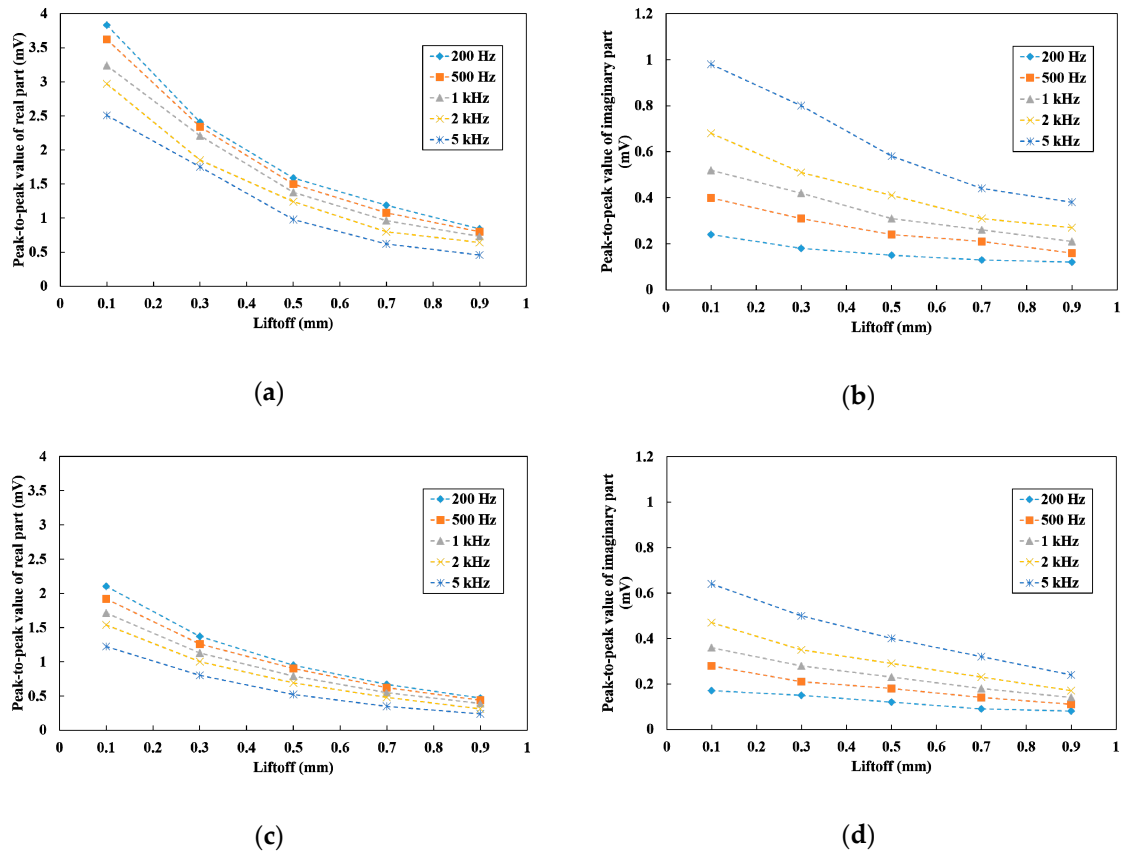 4
3.5
3
2.5
2
1.5
1
0.5
0
Peak-to-peak value of real part (mV)
200 Hz
500 Hz
1 kHz
2 kHz
5 kHz
0 0.1 0.2 0.3 0.4 0.5 0.6 0.7 0.8 0.9 1
Liftoff (mm)
(a)
1.2
1
0.8
0.6
0.4
0.2
0
Peak-to-peak value of imaginary part
(mV)
200 Hz
500 Hz
1 kHz
2 kHz
5 kHz
0 0.1 0.2 0.3 0.4 0.5 0.6 0.7 0.8 0.9 1
Liftoff (mm)
(b)
4
3.5
3
2.5
2
1.5
1
0.5
0
Peak-to-peak value of real part (mV)
200 Hz
500 Hz
1 kHz
2 kHz
5 kHz
0 0.1 0.2 0.3 0.4 0.5 0.6 0.7 0.8 0.9 1
Liftoff (mm)
(c)
1.2
1
0.8
0.6
0.4
0.2
0
Peak-to-peak value of imaginary part
(mV)
200 Hz
500 Hz
1 kHz
2 kHz
5 kHz
0 0.1 0.2 0.3 0.4 0.5 0.6 0.7 0.8 0.9 1
Liftoff (mm)
(d)